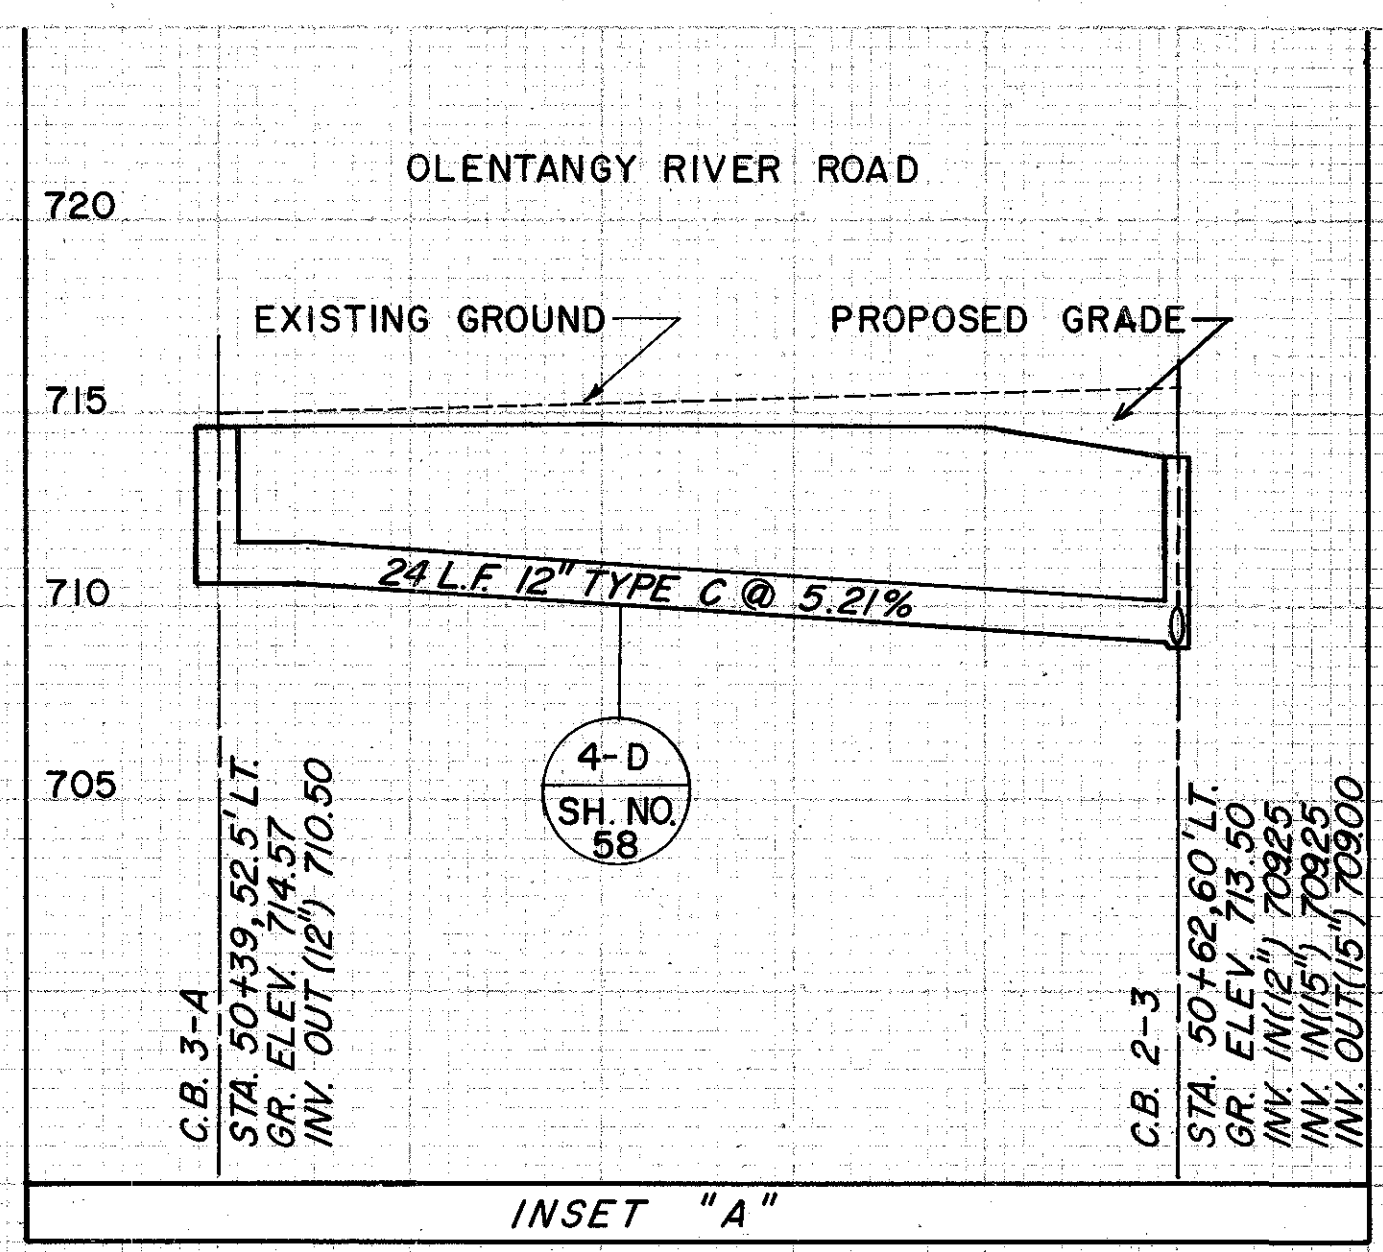 OLENTANGY RIVER ROAD
720
EXISTING GROUND
PROPOSED GRADE
715
710
24 L.F. 12" TYPE C @ 5.21%
705
4-D
SH. NO.
58
C.B. 3-A
STA. 50+39, 52.5' LT.
GR. ELEV. 714.57
INV. OUT (12") 710.50
C.B. 2-3
STA. 50+62, 60' LT.
GR. ELEV. 713.50
INV. IN (12") 709.25
INV. IN (15") 709.25
INV. OUT (15") 709.00
INSET "A"